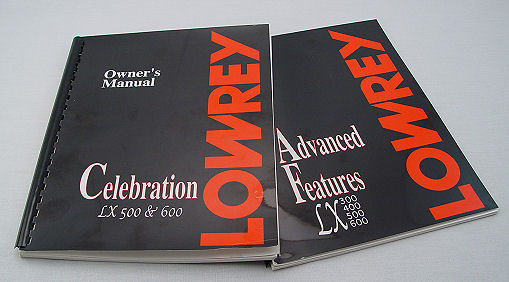 Owner's
Manual
Celebration
LX 500 & 600
LOWREY
Advanced
Features
LX 300
400
500
600
LOWREY